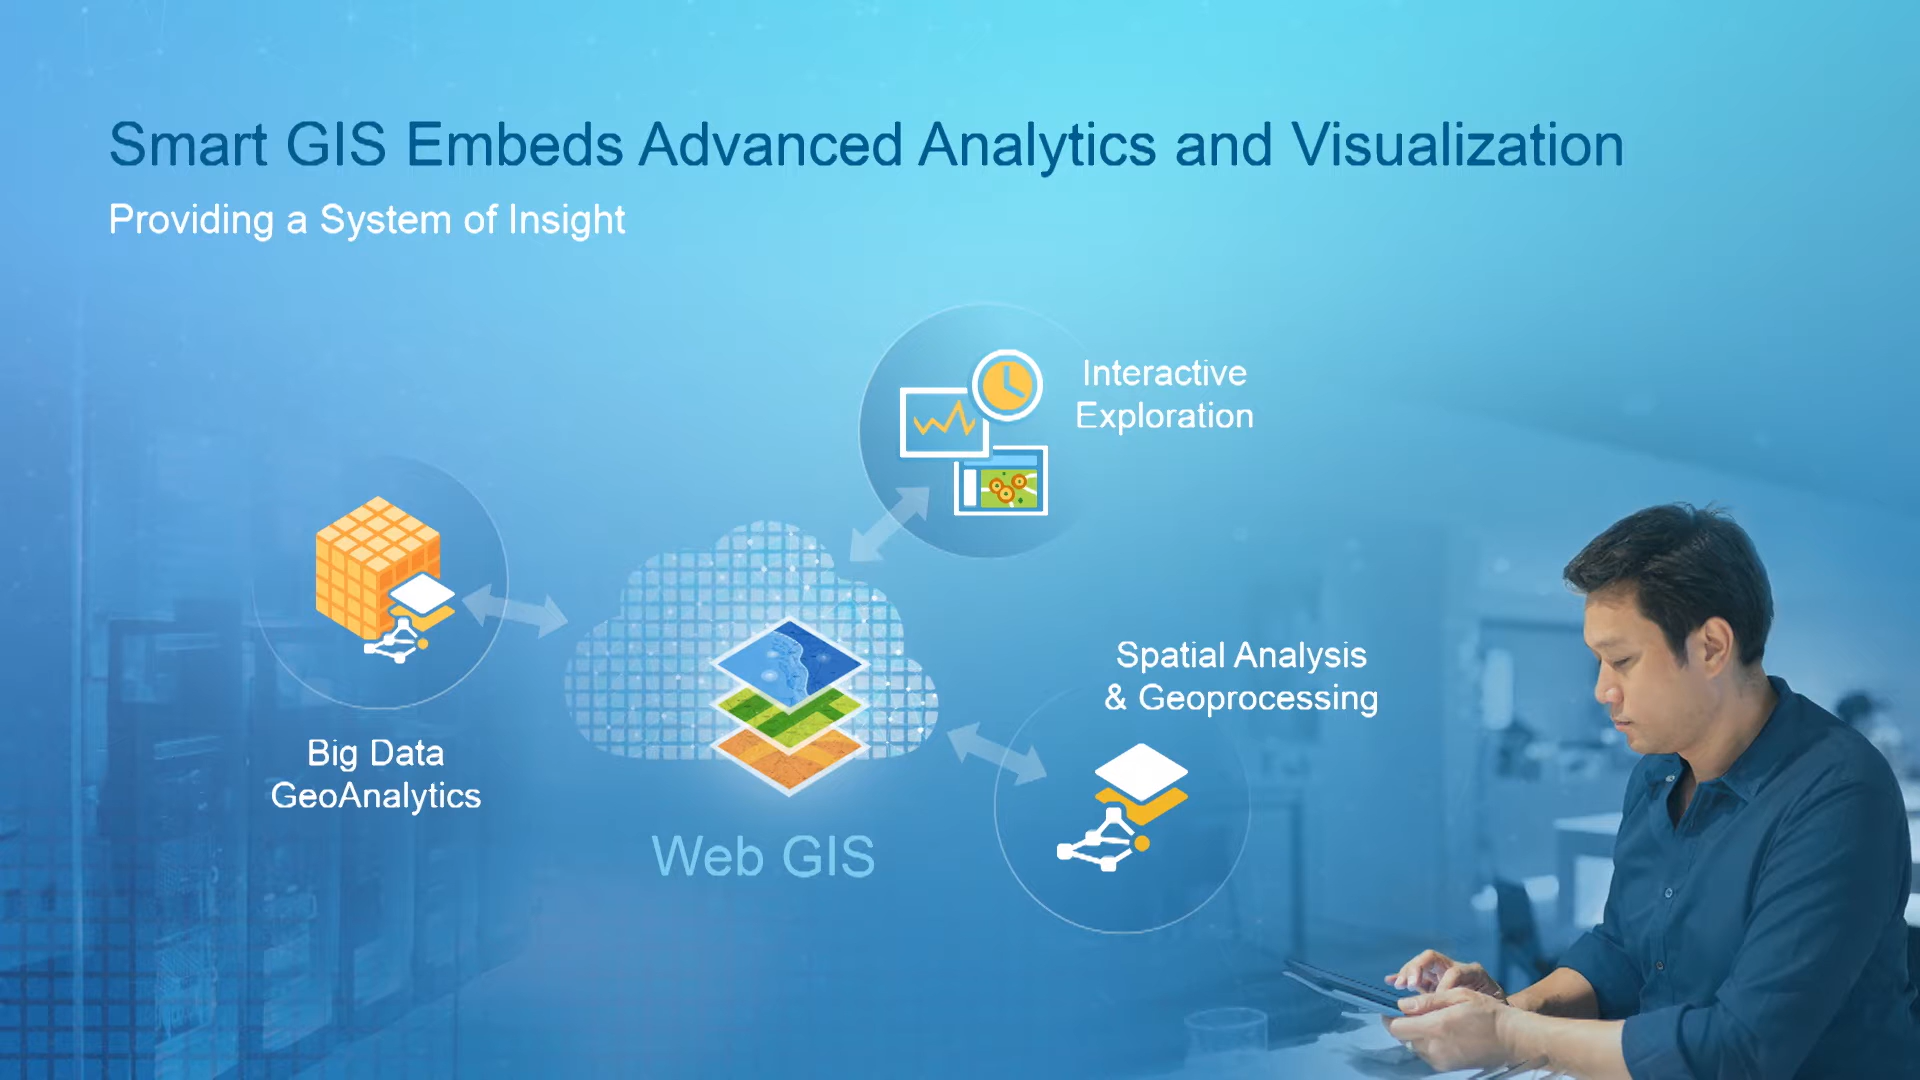 Smart GIS Embeds Advanced Analytics and Visualization
Providing a System of Insight
Interactive
Exploration
Spatial Analysis
& Geoprocessing
Big Data
GeoAnalytics
Web GIS